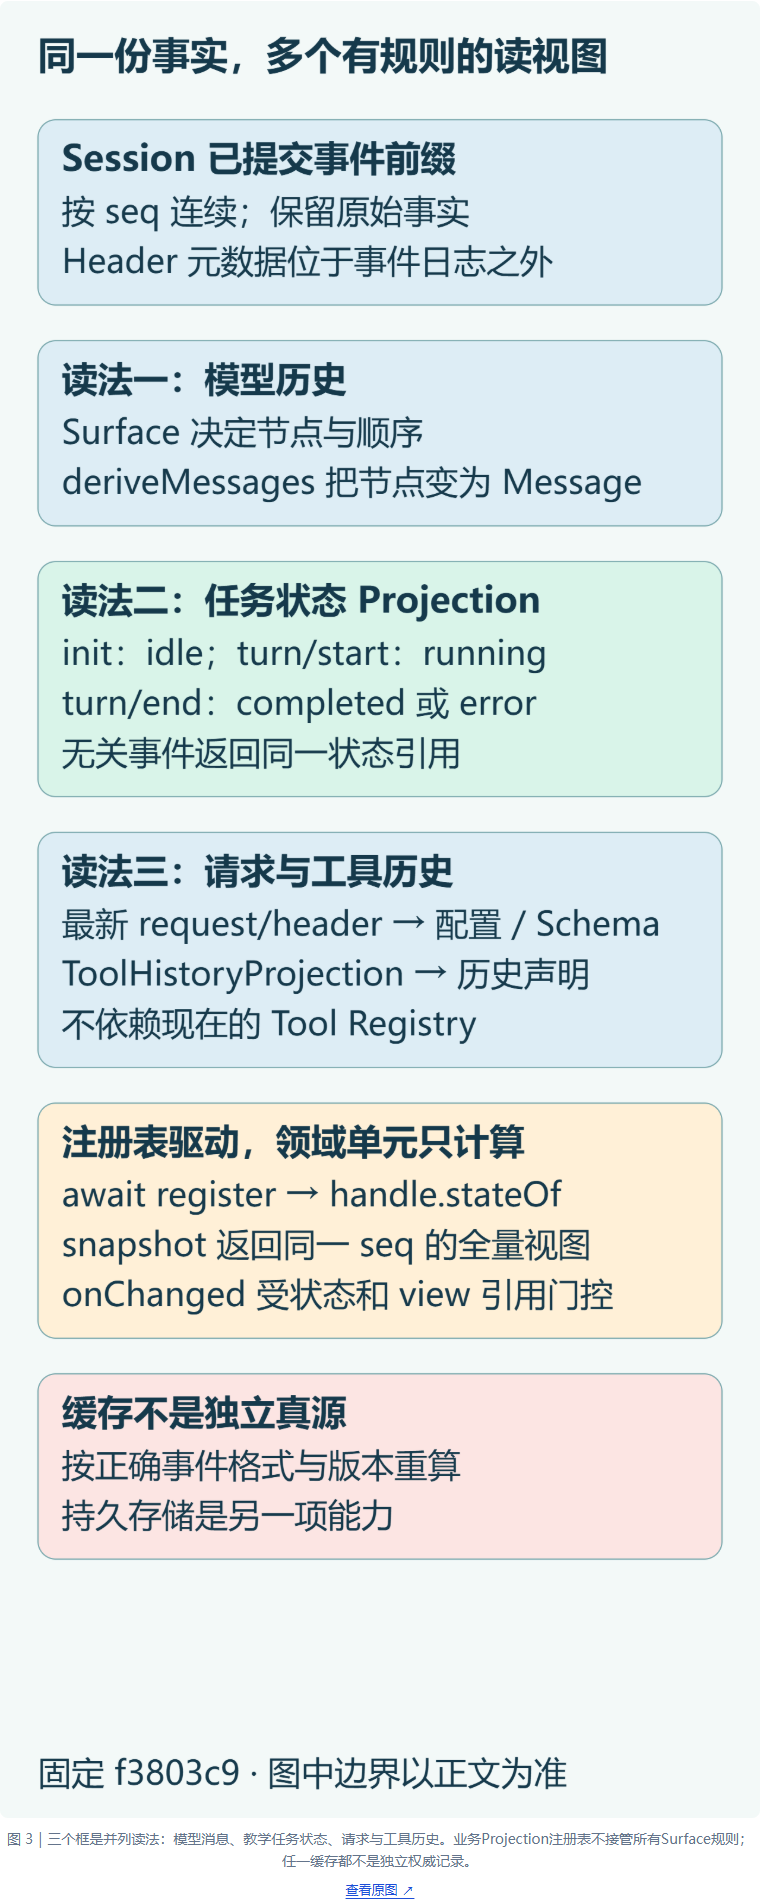 同一份事实，多个有规则的读视图
Session 已提交事件前缀
按 seq 连续；保留原始事实
Header 元数据位于事件日志之外
读法一：模型历史
Surface 决定节点与顺序
deriveMessages 把节点变为 Message
读法二：任务状态 Projection
init：idle；turn/start：running
turn/end：completed 或 error
无关事件返回同一状态引用
读法三：请求与工具历史
最新 request/header → 配置 / Schema
ToolHistoryProjection → 历史声明
不依赖现在的 Tool Registry
注册表驱动，领域单元只计算
await register → handle.stateOf
snapshot 返回同一 seq 的全量视图
onChanged 受状态和 view 引用门控
缓存不是独立真源
按正确事件格式与版本重算
持久存储是另一项能力
固定 f3803c9 · 图中边界以正文为准
图 3 | 三个框是并列读法：模型消息、教学任务状态、请求与工具历史。业务Projection注册表不接管所有Surface规则；
任一缓存都不是独立权威记录。
查看原图 ↗